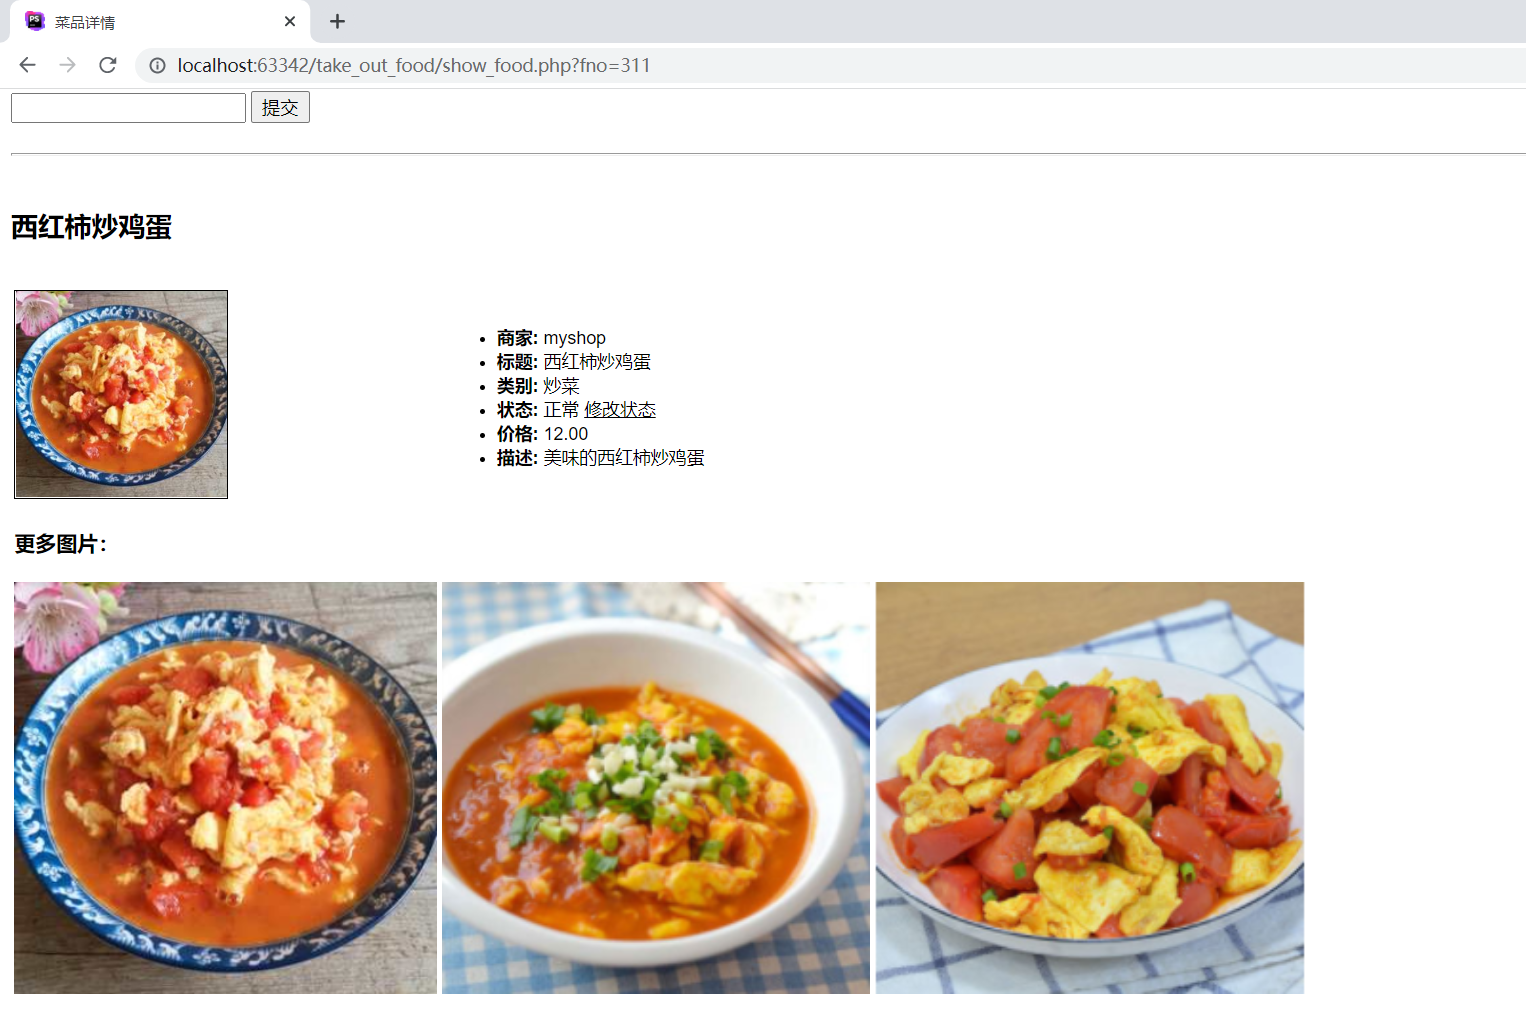 PS 菜品详情
localhost:63342/take_out_food/show_food.php?fno=311
提交
西红柿炒鸡蛋
商家: myshop
标题: 西红柿炒鸡蛋
类别: 炒菜
状态: 正常 修改状态
价格: 12.00
描述: 美味的西红柿炒鸡蛋
更多图片：